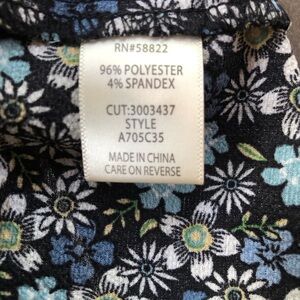 RN#58822
96% POLYESTER
4% SPANDEX
CUT:3003437
STYLE
A705C35
MADE IN CHINA
CARE ON REVERSE